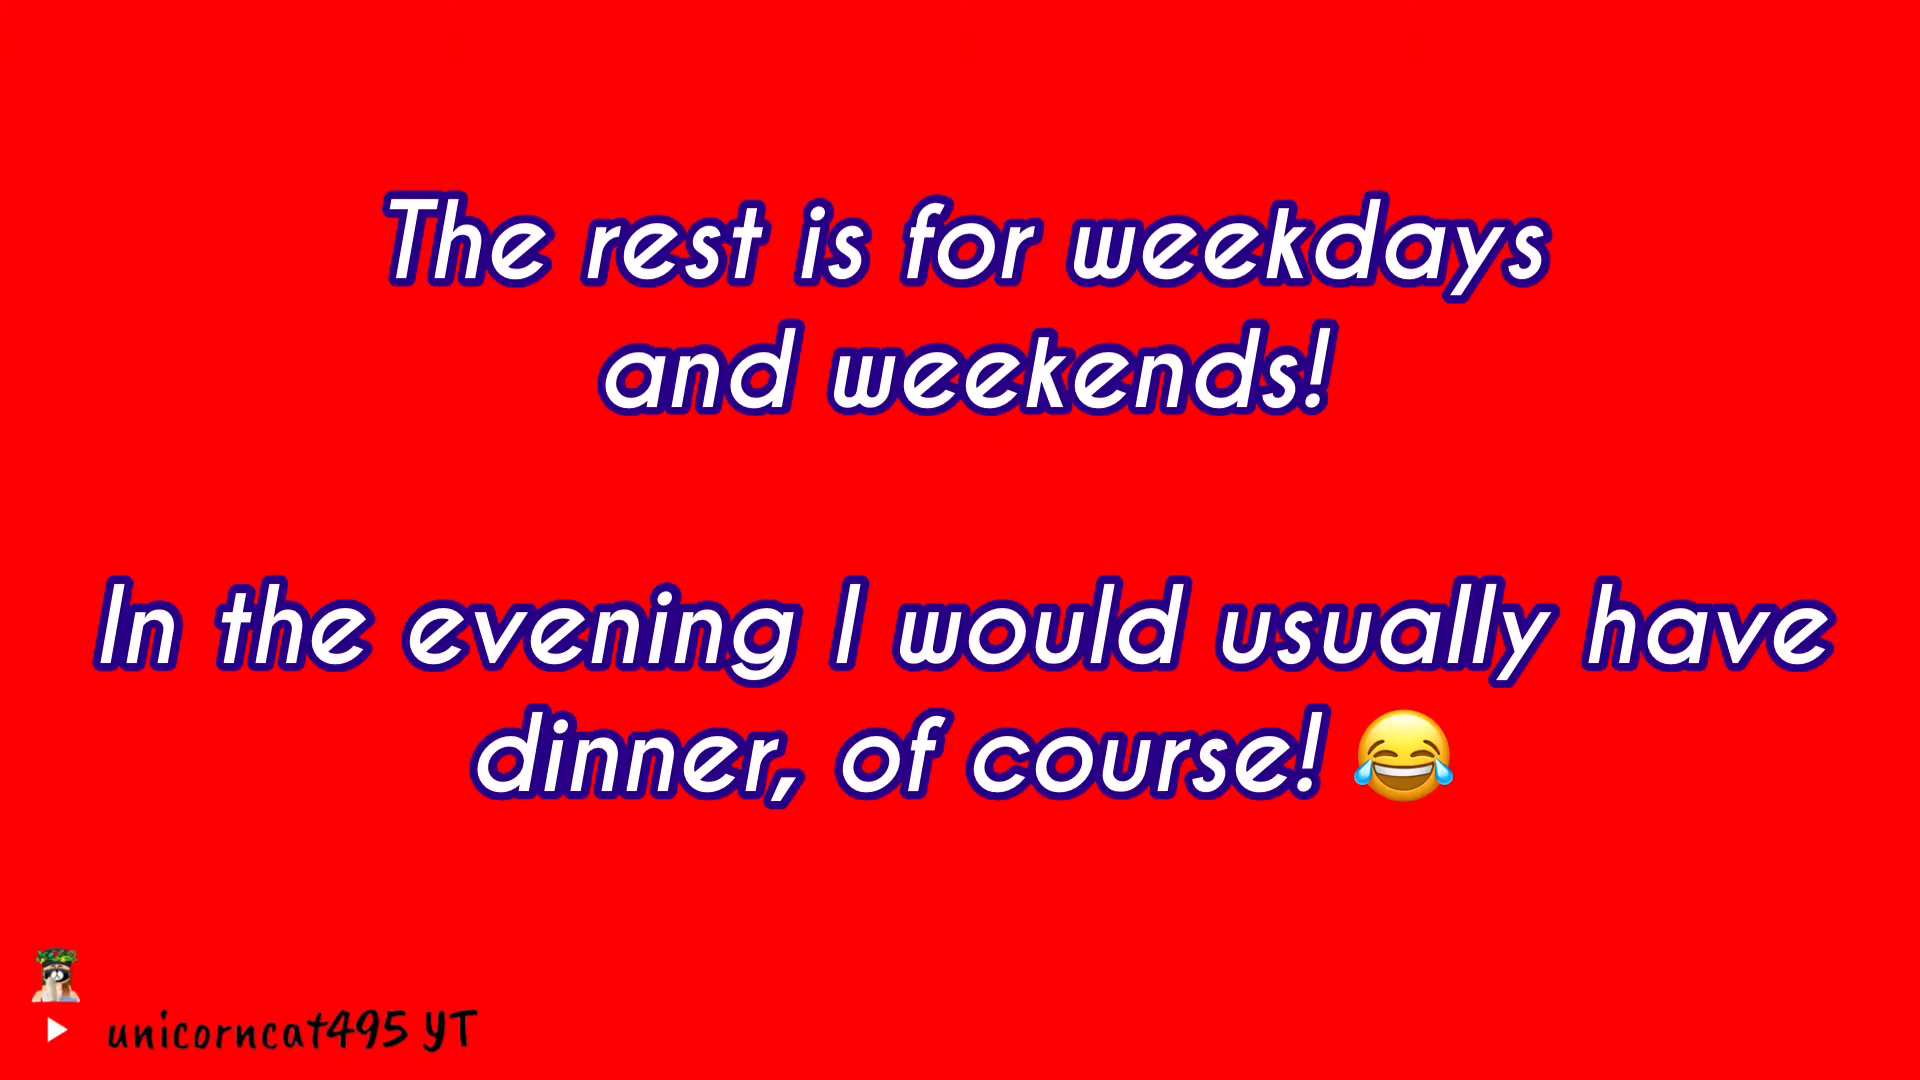 The rest is for weekdays
and weekends!
In the evening I would usually have
dinner, of course! 😂
unicorncat495 YT